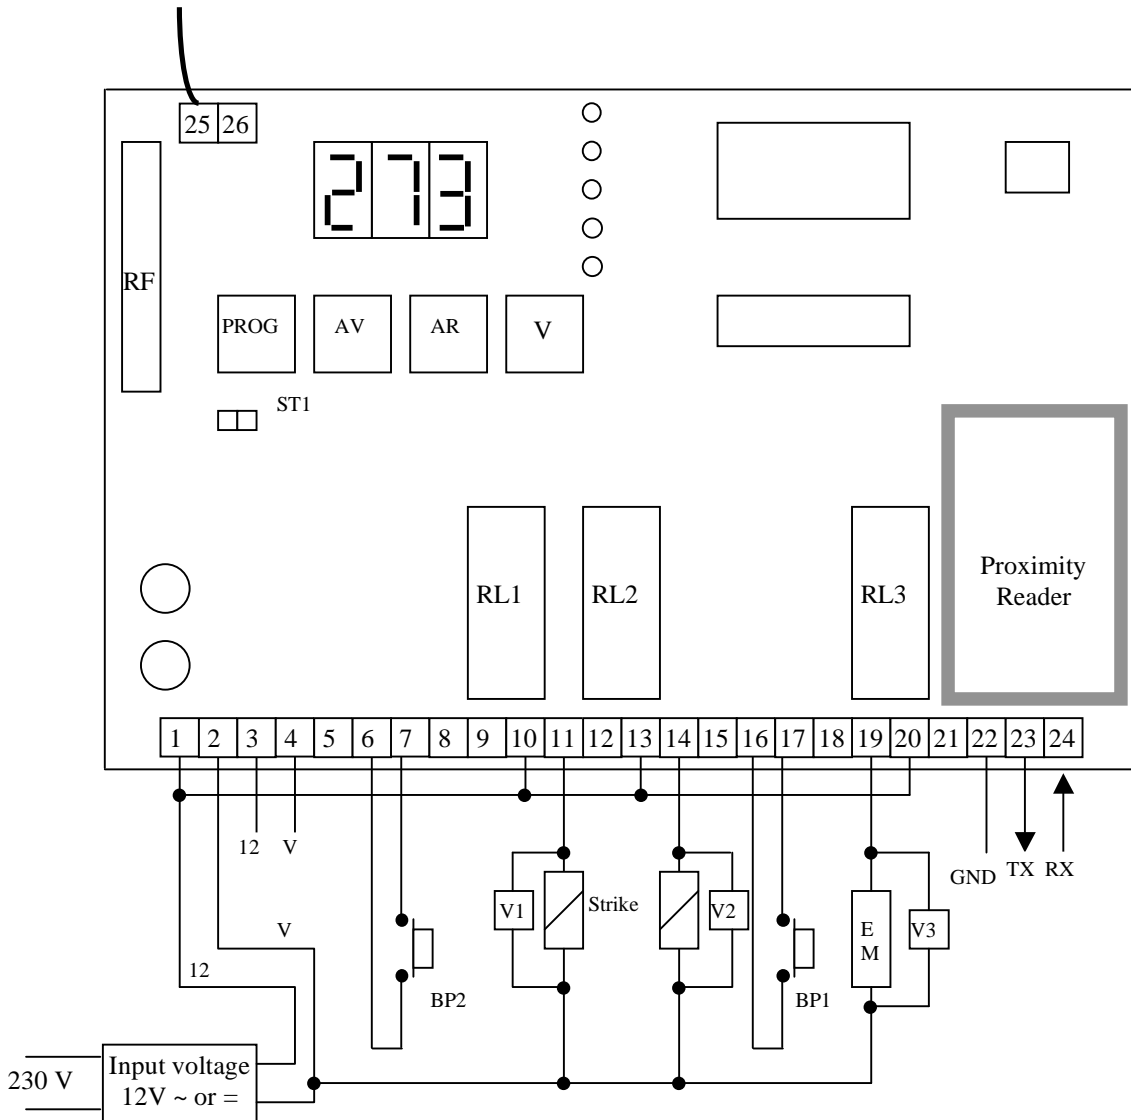 25 26
273
RF
PROG AV AR V
ST1
RL1 RL2 RL3
Proximity
Reader
1 2 3 4 5 6 7 8 9 10 11 12 13 14 15 16 17 18 19 20 21 22 23 24
12 V
GND TX RX
V1 Strike V2 E V3
M
V
12
BP2 BP1
230 V
Input voltage
12V ~ or =